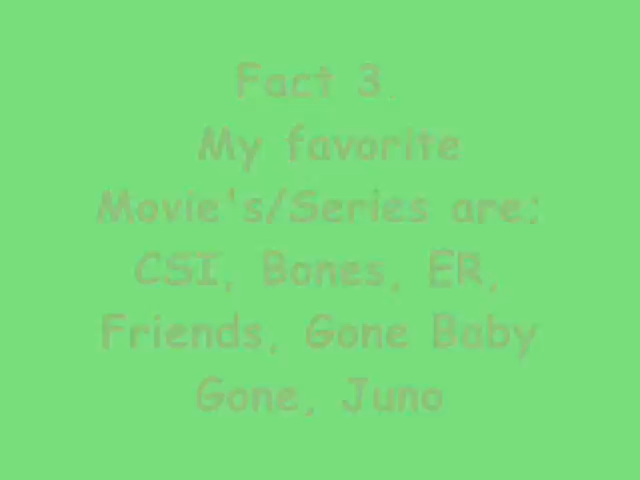 Fact 3.
My favorite
Movie's/Series are:
CSI, Bones, ER,
Friends, Gone Baby
Gone, Juno